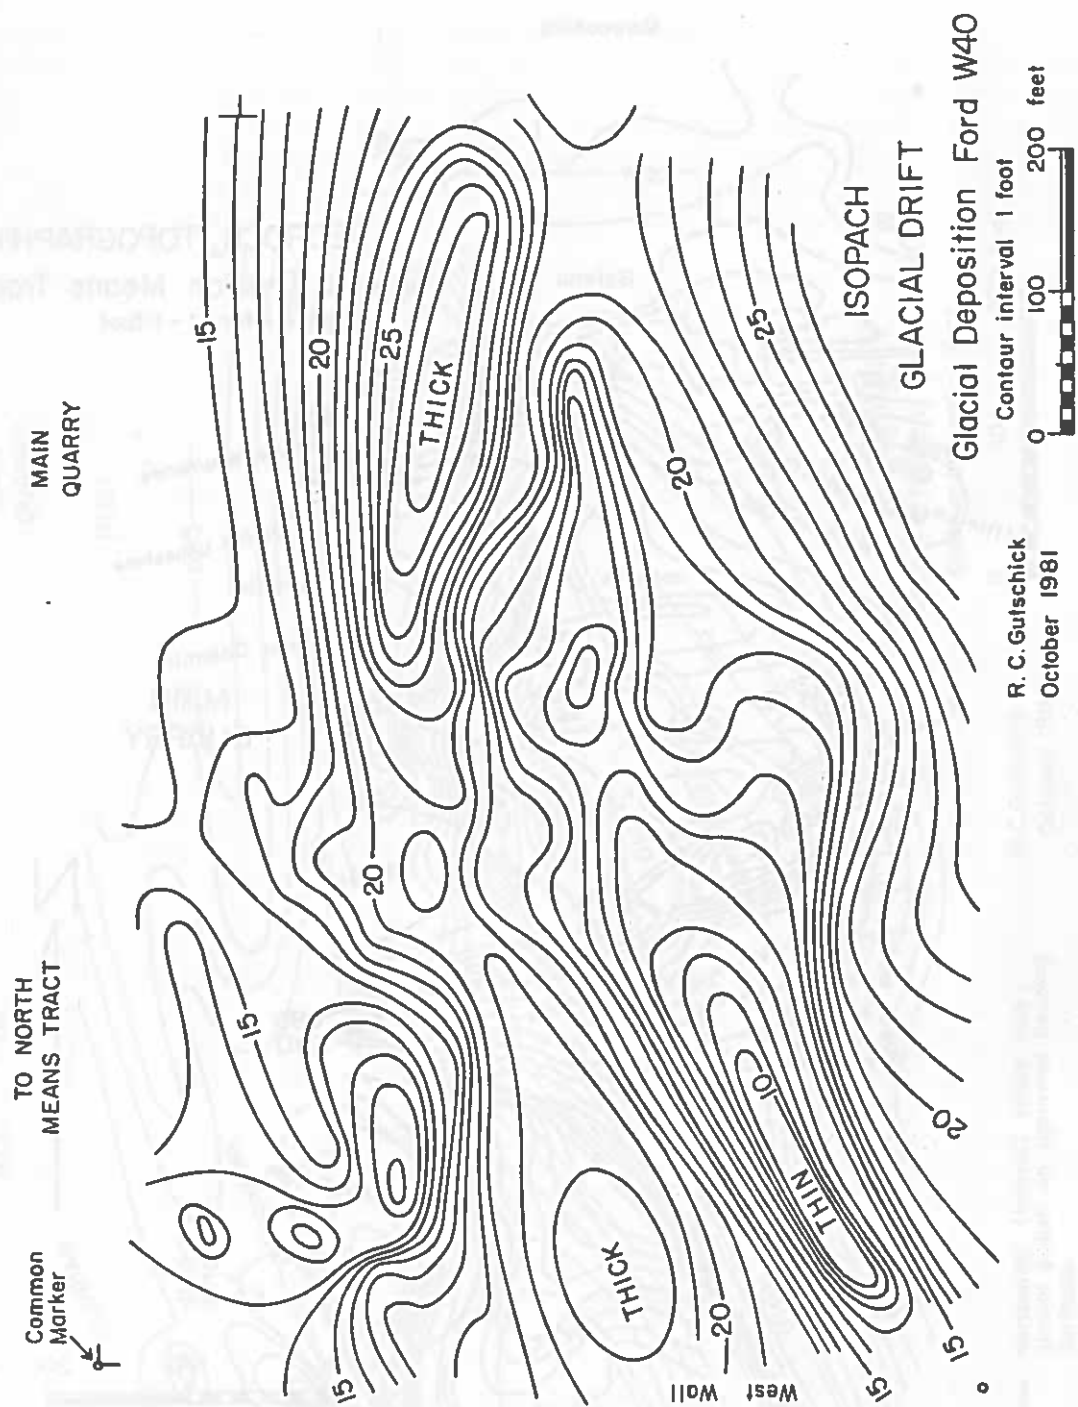 Common
Marker
TO NORTH
MEANS TRACT
MAIN
QUARRY
15
20
25
THICK
15
20
20
25
10
THIN
THICK
15
20
15
15
20
West Wall
ISOPACH
GLACIAL DRIFT
Glacial Deposition Ford W40
Contour interval 1 foot
0 100 200 feet
R. C. Gutschick
October 1981